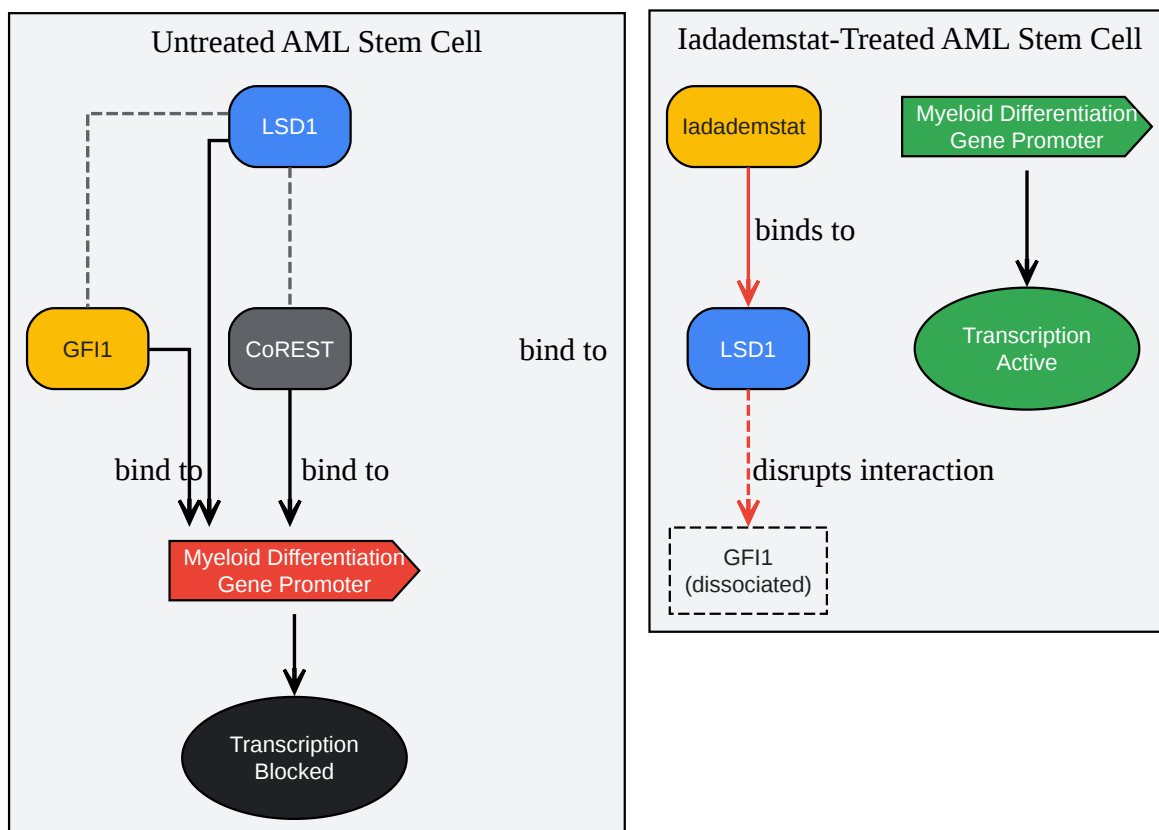 Untreated AML Stem Cell
LSD1
GFI1
CoREST
bind to
bind to
bind to
Myeloid Differentiation
Gene Promoter
Transcription
Blocked
Iadademstat-Treated AML Stem Cell
Iadademstat
Myeloid Differentiation
Gene Promoter
binds to
LSD1
Transcription
Active
disrupts interaction
GFI1
(dissociated)